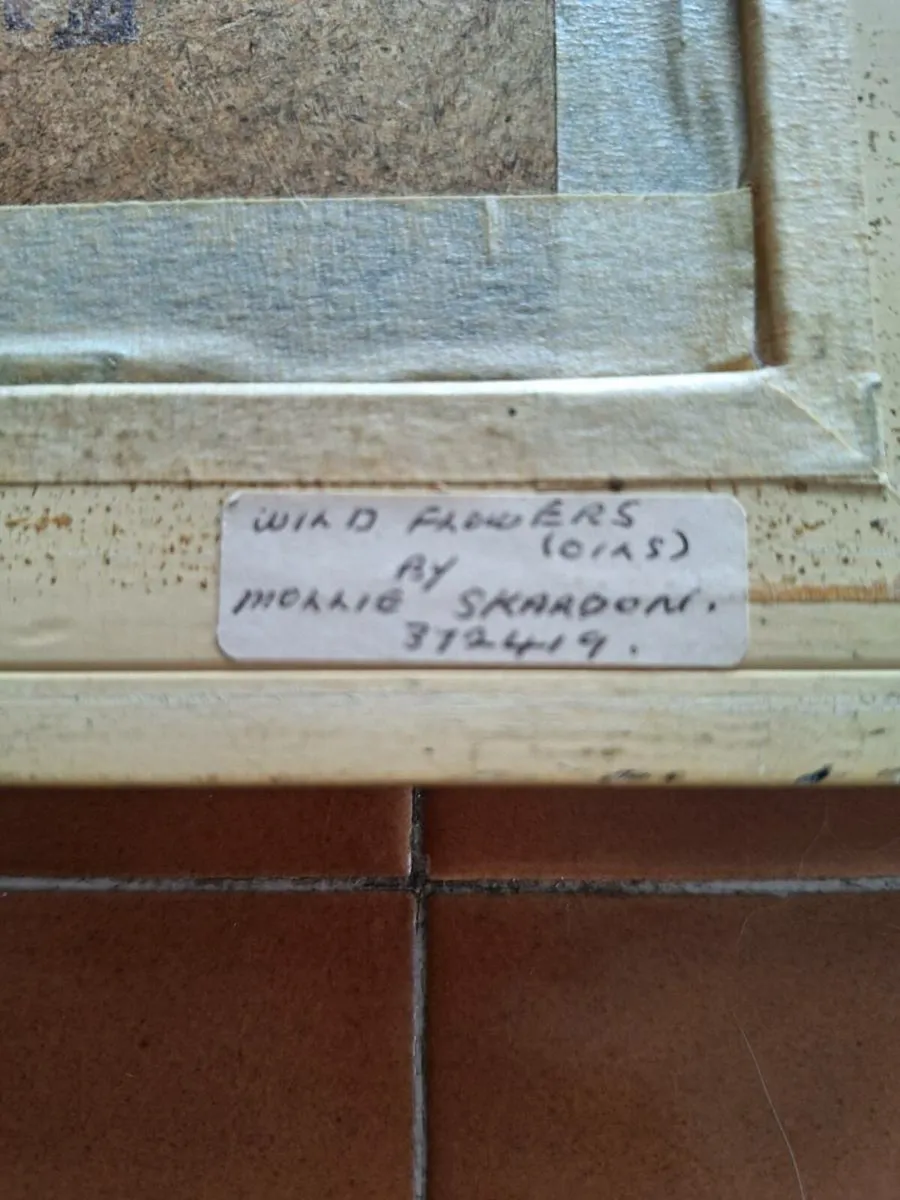 WILD FLOWERS
(OILS)
BY
MOLLIE SKARDON.
372419.